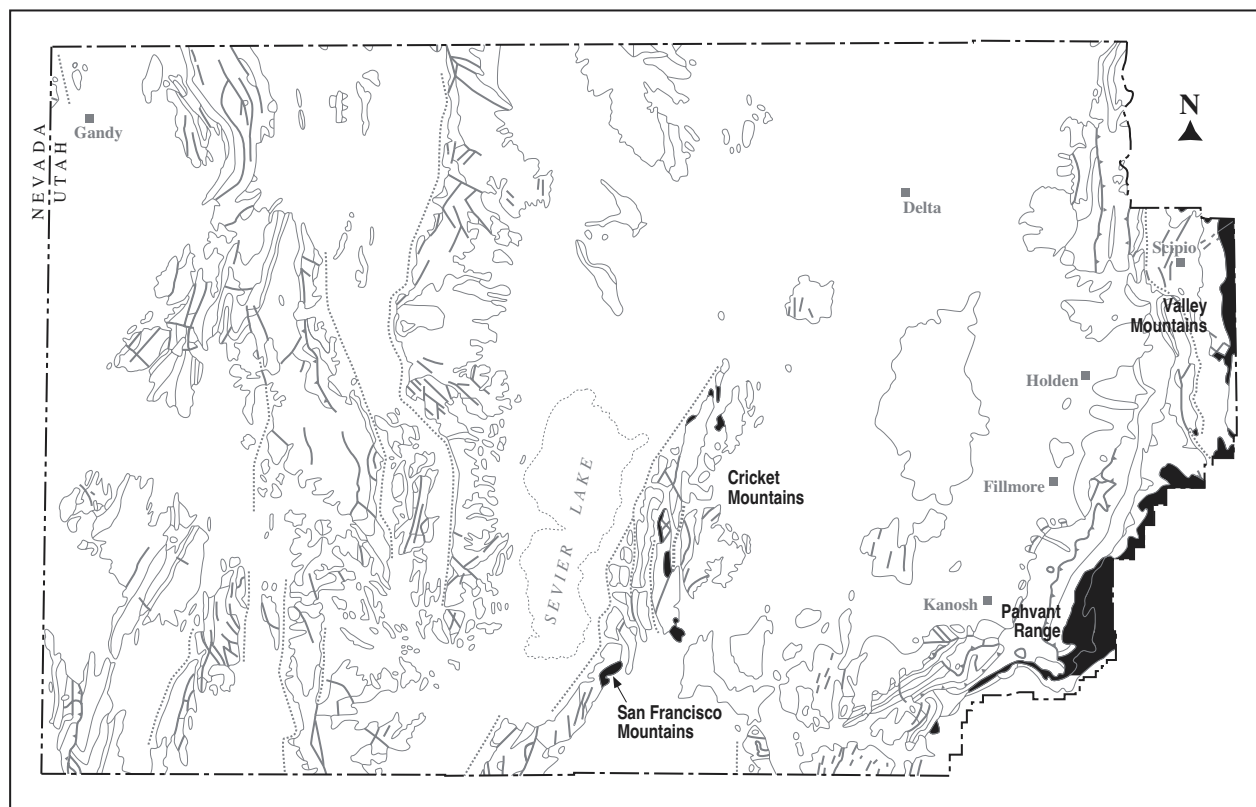 N
Gandy
NEVADA
UTAH
Delta
Scipio
Valley
Mountains
Holden
Cricket
Mountains
Fillmore
SEVIER LAKE
Kanosh
Pahvant
Range
San Francisco
Mountains